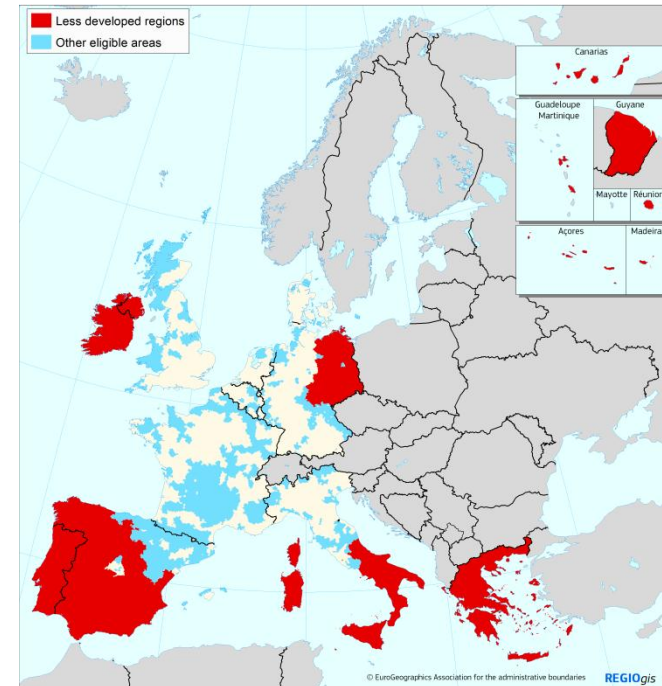 Less developed regions
Other eligible areas
Canarias
Guadeloupe
Martinique
Guyane
Mayotte
Réunion
Açores
Madeira
© EuroGeographics Association for the administrative boundaries
REGIOgis